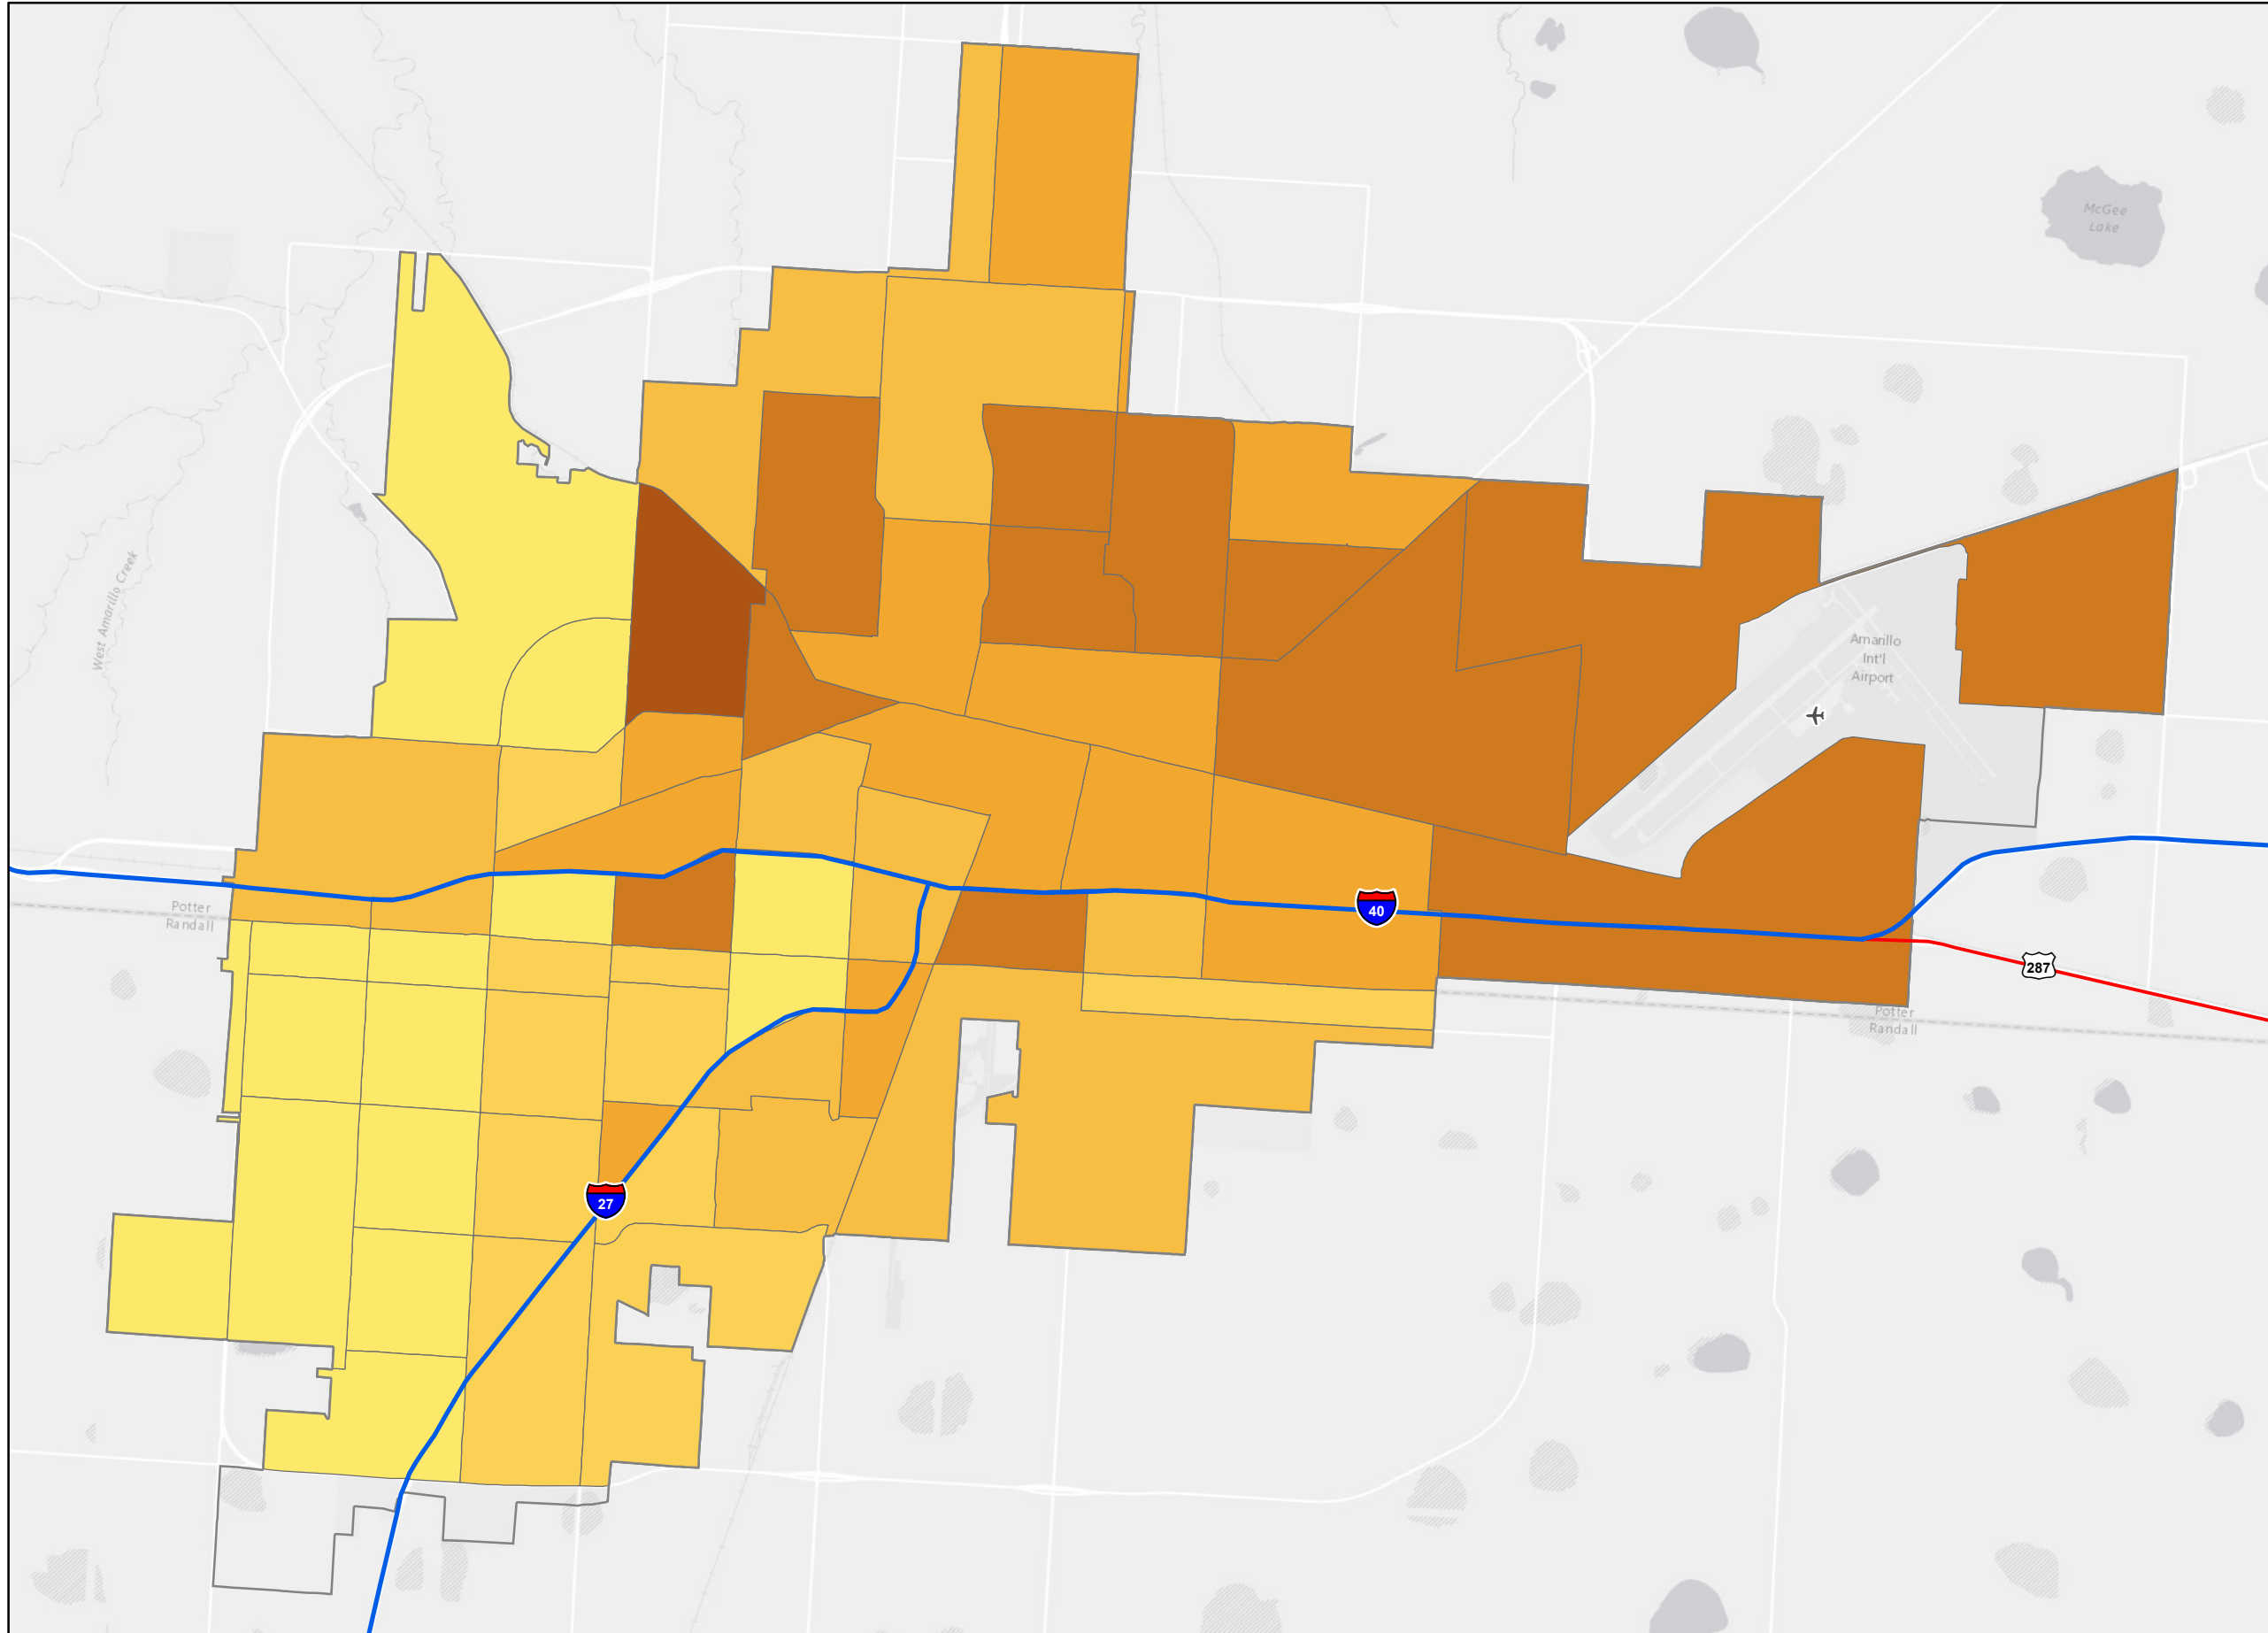 McGee
Lake
West Amarillo Creek
Amarillo
Int'l
Airport
Potter
Randall
40
287
Potter
Randall
27